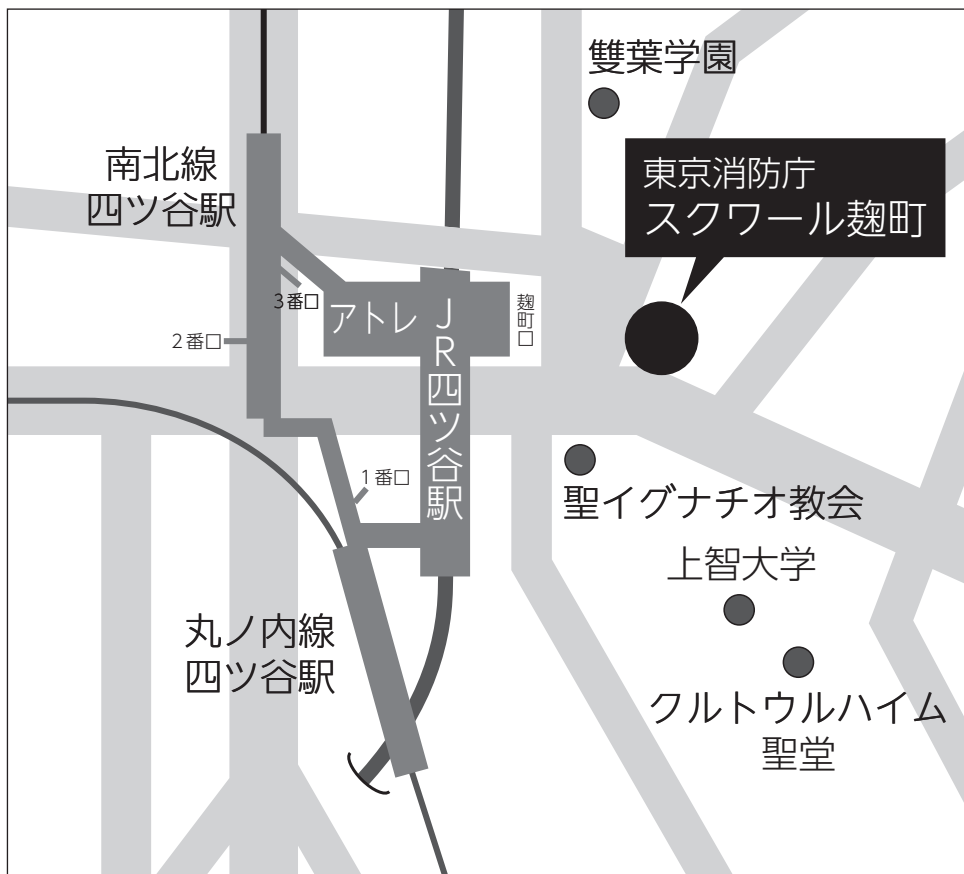 雙葉学園
東京消防庁
スクワール麹町
南北線
四ツ谷駅
3番口
アトレ
JR四ツ谷駅
麹町口
2番口
1番口
聖イグナチオ教会
上智大学
丸ノ内線
四ツ谷駅
クルトウルハイム
聖堂